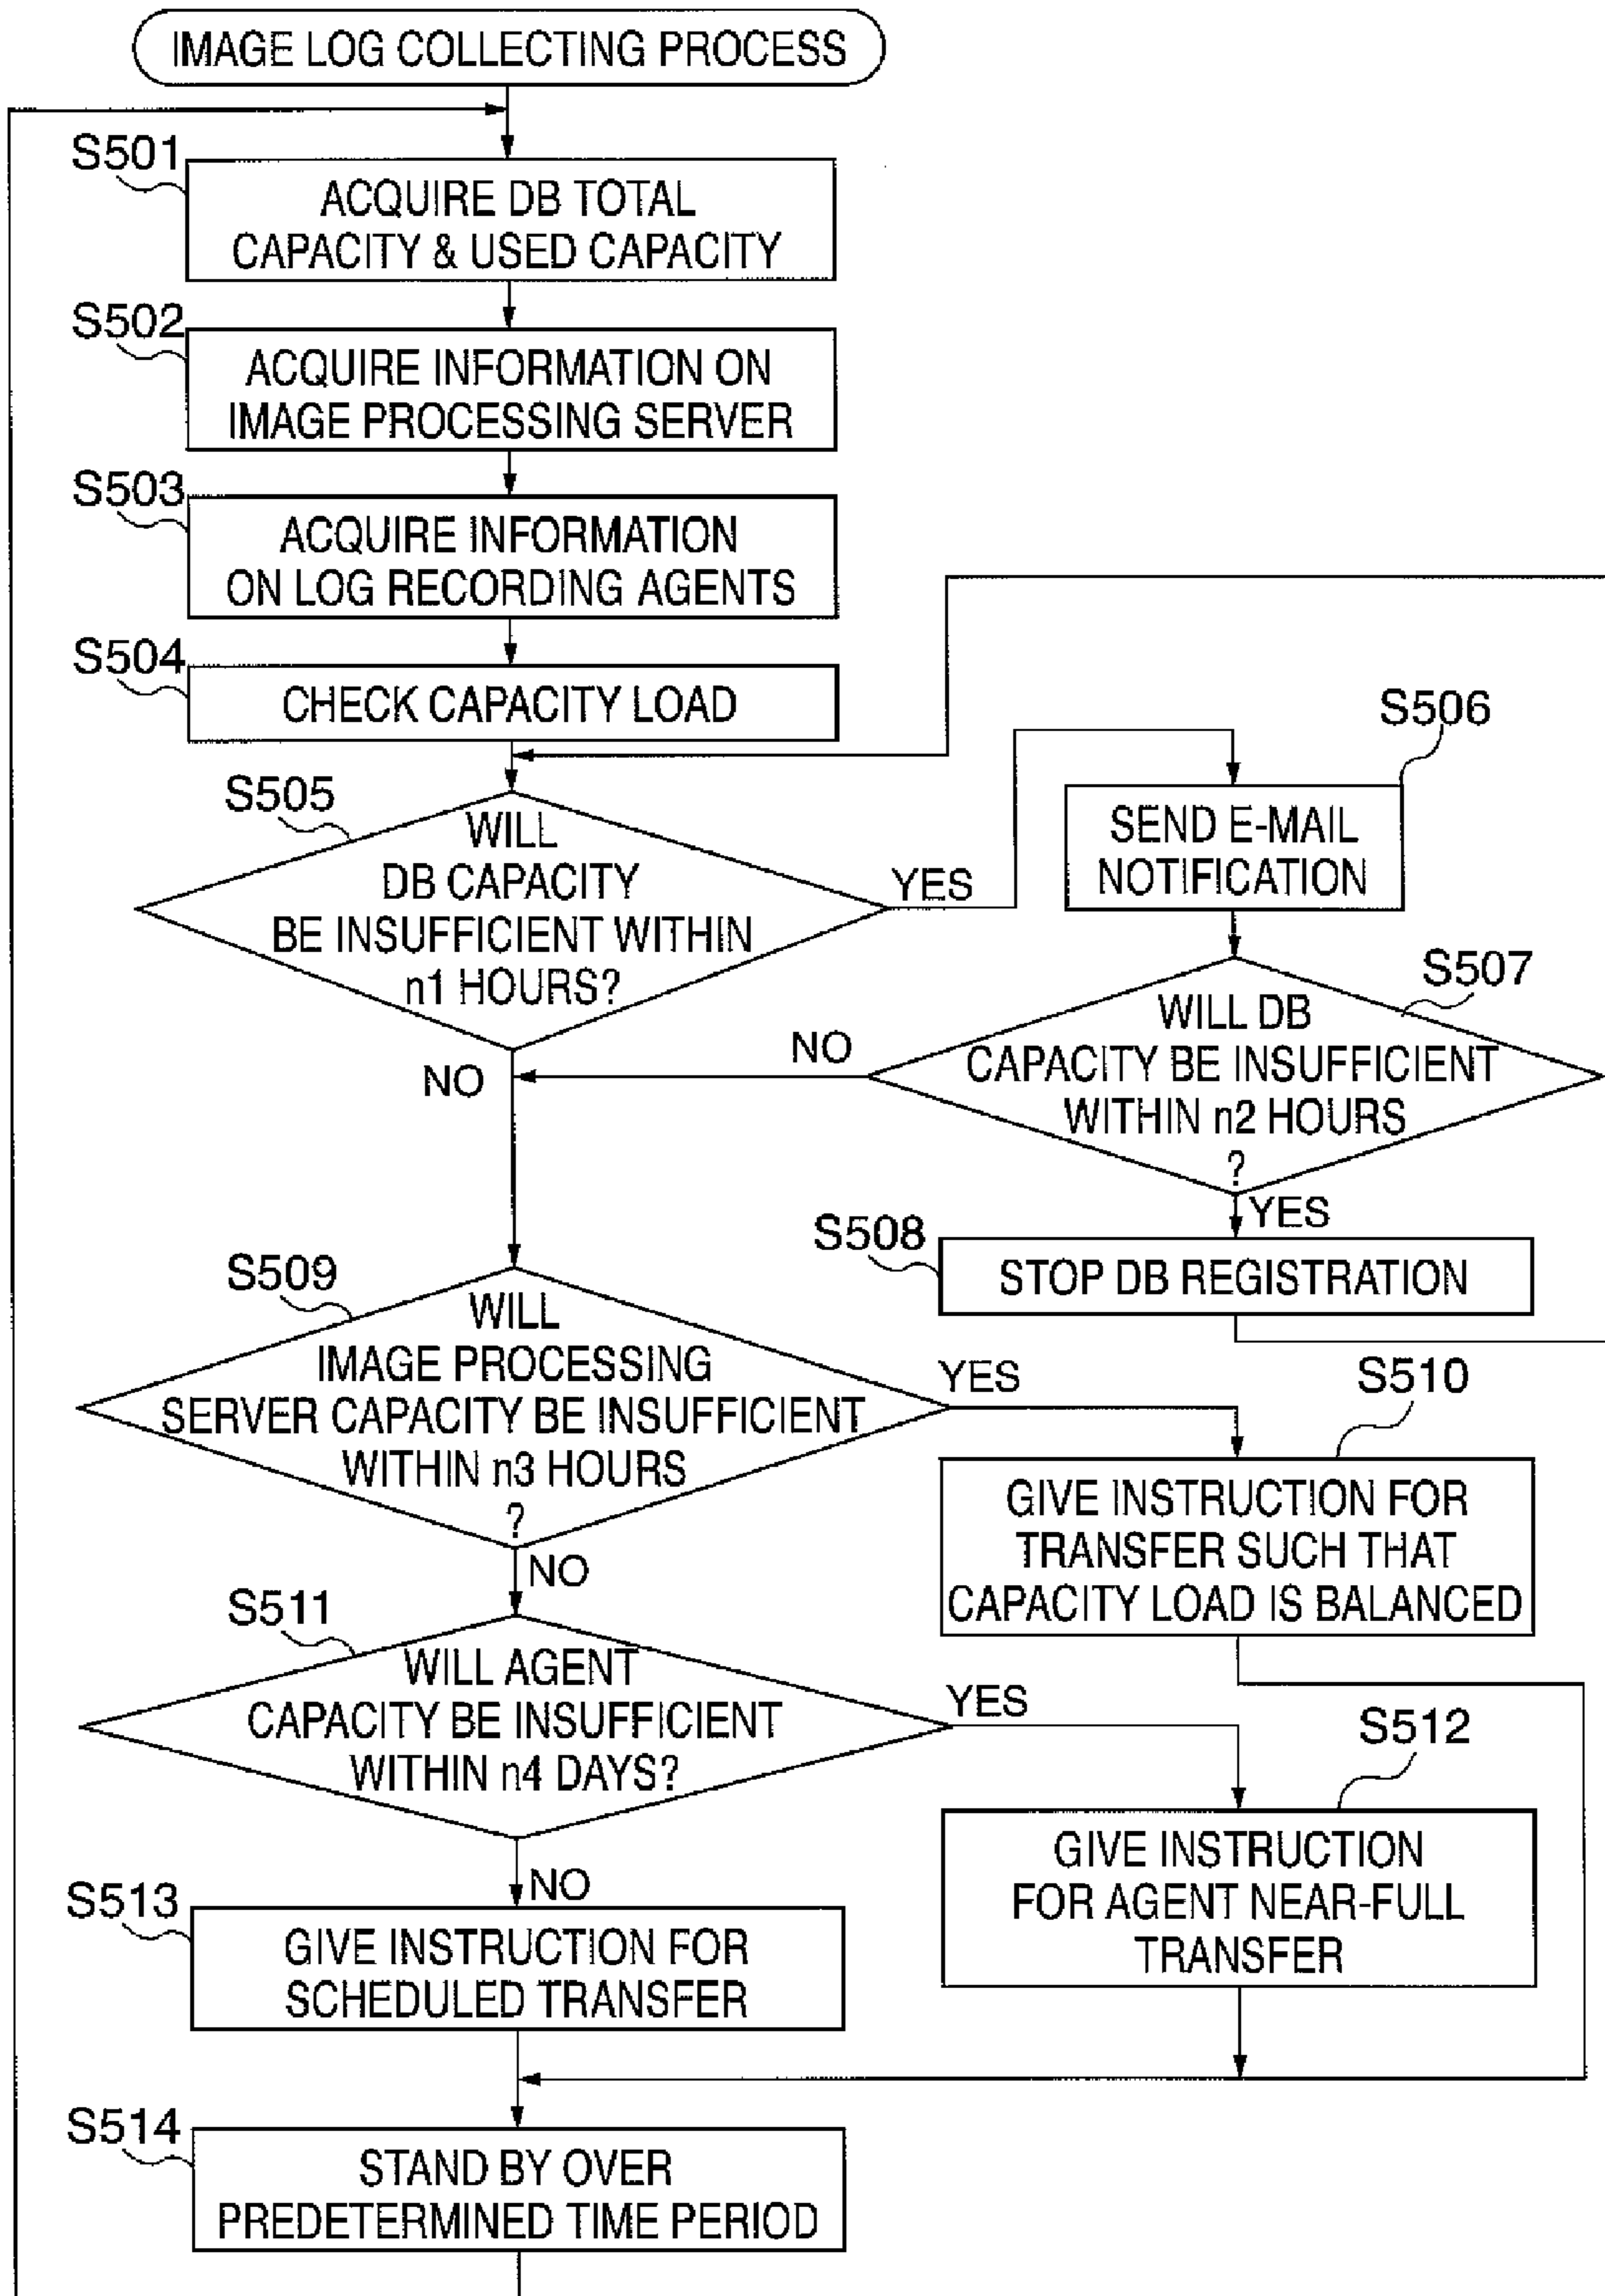 IMAGE LOG COLLECTING PROCESS
S501
ACQUIRE DB TOTAL
CAPACITY & USED CAPACITY
S502
ACQUIRE INFORMATION ON
IMAGE PROCESSING SERVER
S503
ACQUIRE INFORMATION
ON LOG RECORDING AGENTS
S504
CHECK CAPACITY LOAD
S505
WILL
DB CAPACITY
BE INSUFFICIENT WITHIN
n1 HOURS?
YES
NO
S506
SEND E-MAIL
NOTIFICATION
S507
WILL DB
CAPACITY BE INSUFFICIENT
WITHIN n2 HOURS
?
NO
YES
S508
STOP DB REGISTRATION
S509
WILL
IMAGE PROCESSING
SERVER CAPACITY BE INSUFFICIENT
WITHIN n3 HOURS
?
YES
NO
S510
GIVE INSTRUCTION FOR
TRANSFER SUCH THAT
CAPACITY LOAD IS BALANCED
S511
WILL AGENT
CAPACITY BE INSUFFICIENT
WITHIN n4 DAYS?
YES
NO
S512
GIVE INSTRUCTION
FOR AGENT NEAR-FULL
TRANSFER
S513
GIVE INSTRUCTION FOR
SCHEDULED TRANSFER
S514
STAND BY OVER
PREDETERMINED TIME PERIOD